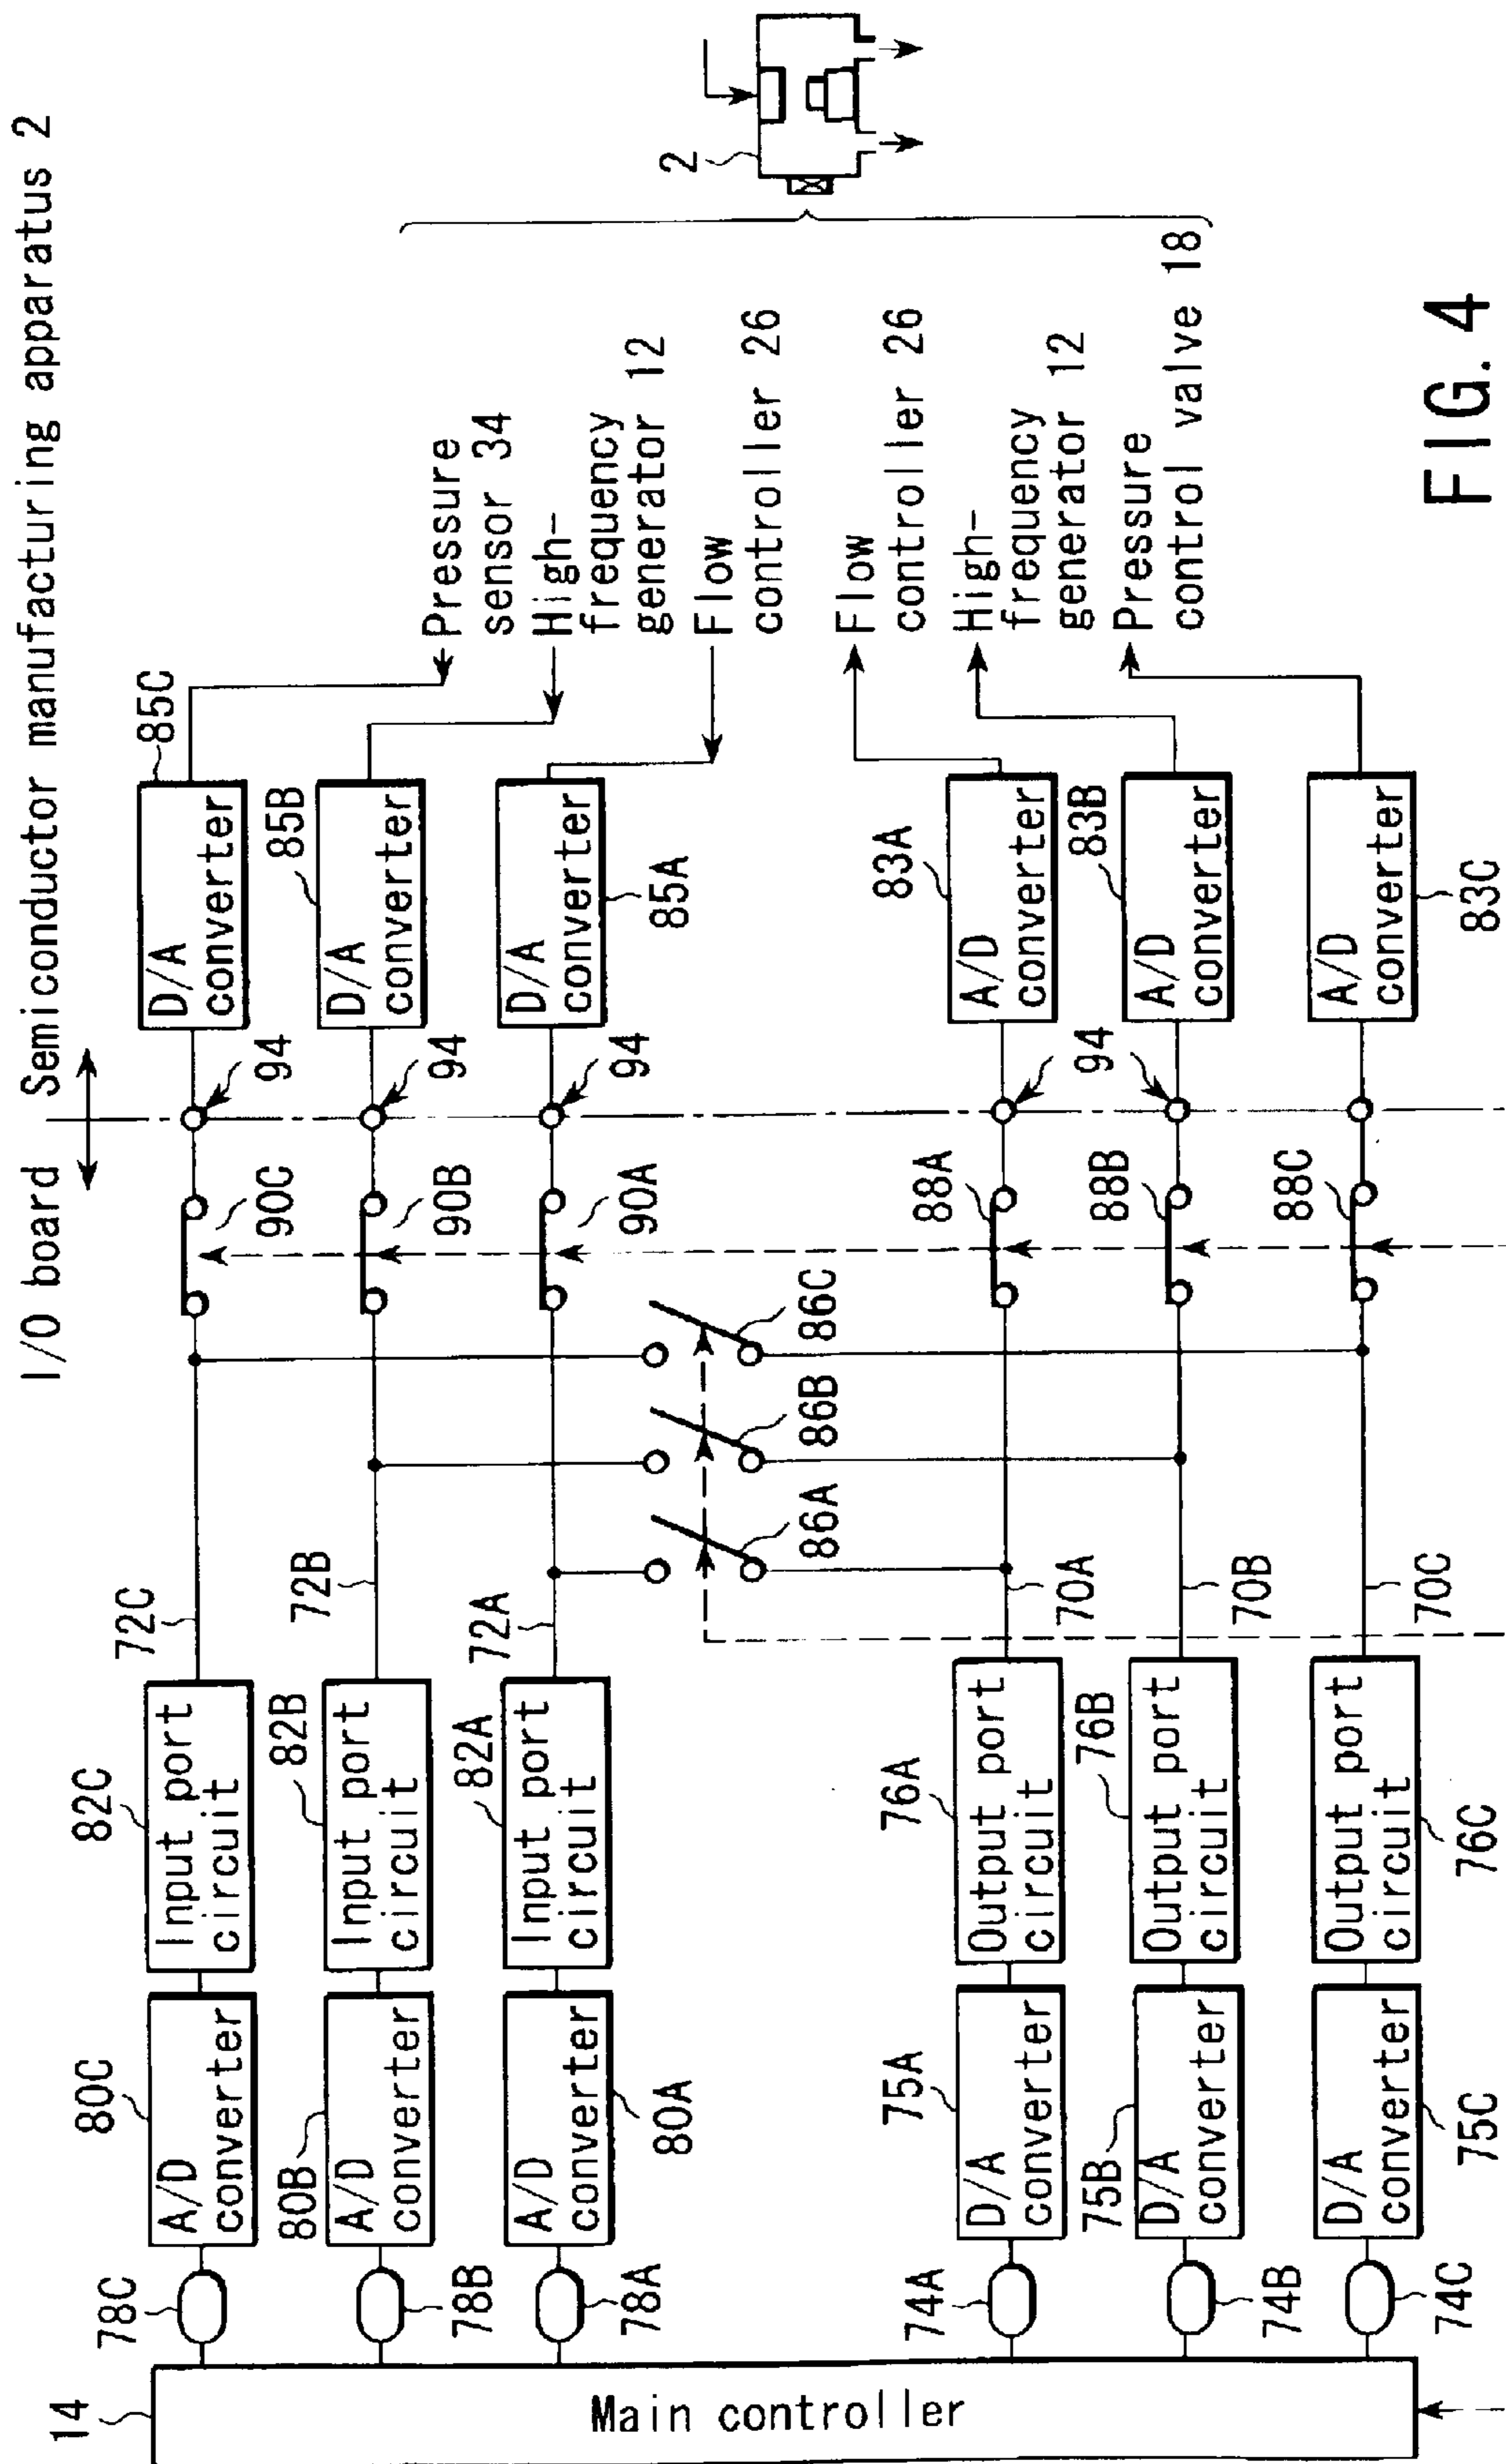 I/O board
Semiconductor manufacturing apparatus 2
14
Main controller
78C
80C
A/D
converter
82C
Input port
circuit
72C
90C
94
D/A
converter
85C
Pressure
sensor 34
78B
80B
A/D
converter
82B
Input port
circuit
72B
90B
94
D/A
converter
85B
High-
frequency
generator 12
78A
80A
A/D
converter
82A
Input port
circuit
72A
90A
94
D/A
converter
85A
Flow
controller 26
86A
86B
86C
2
74A
75A
D/A
converter
76A
Output port
circuit
70A
88A
94
83A
A/D
converter
Flow
controller 26
74B
75B
D/A
converter
76B
Output port
circuit
70B
88B
83B
A/D
converter
High-
frequency
generator 12
74C
75C
D/A
converter
76C
Output port
circuit
70C
88C
83C
A/D
converter
Pressure
control valve 18
FIG. 4